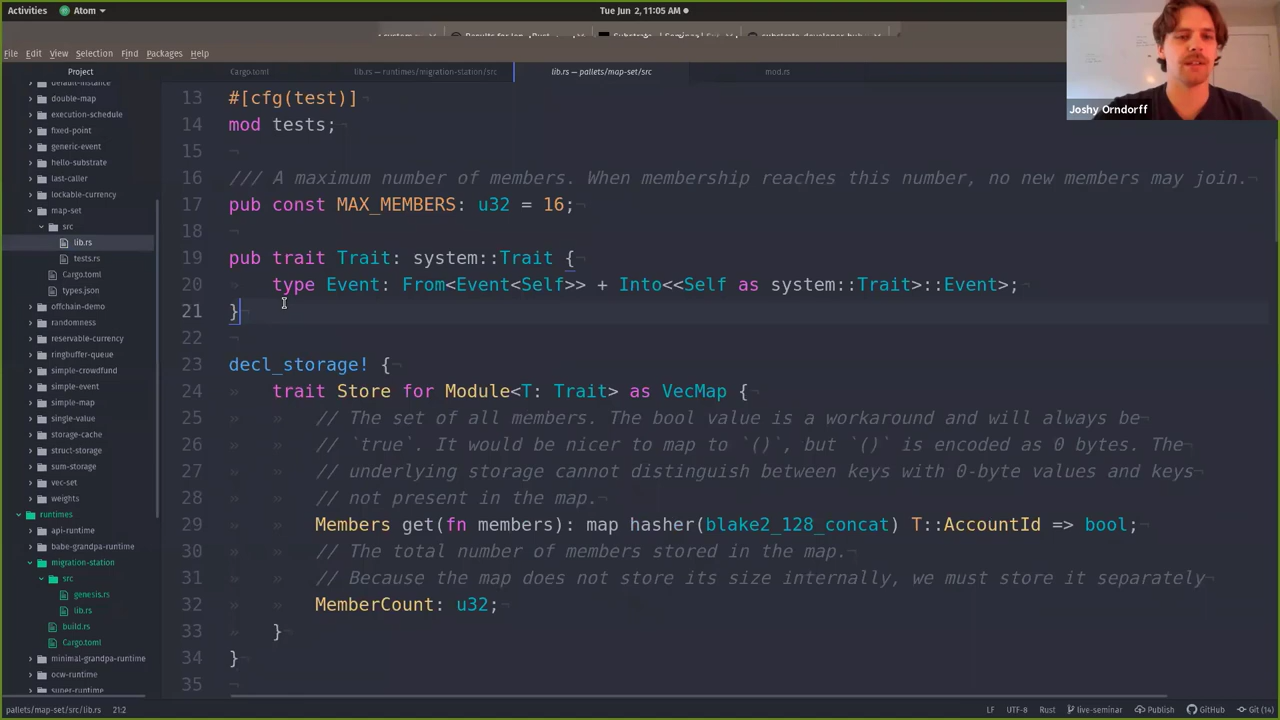 Activities Atom Tue Jun 2, 11:05 AM
File Edit View Selection Find Packages Help
Project Cargo.toml lib.rs — runtimes/migration-station/src lib.rs — pallets/map-set/src mod.rs
Joshy Orndorff
default-instance
double-map
execution-schedule
fixed-point
generic-event
hello-substrate
last-caller
lockable-currency
map-set
src
lib.rs
tests.rs
Cargo.toml
types.json
offchain-demo
randomness
reservable-currency
ringbuffer-queue
simple-crowdfund
simple-event
simple-map
single-value
storage-cache
struct-storage
sum-storage
vec-set
weights
runtimes
api-runtime
babe-grandpa-runtime
migration-station
src
genesis.rs
lib.rs
build.rs
Cargo.toml
minimal-grandpa-runtime
ocw-runtime
super-runtime
13 #[cfg(test)]
14 mod tests;
15
16 /// A maximum number of members. When membership reaches this number, no new members may join.
17 pub const MAX_MEMBERS: u32 = 16;
18
19 pub trait Trait: system::Trait {
20 type Event: From<Event<Self>> + Into<<Self as system::Trait>::Event>;
21 }
22
23 decl_storage! {
24 trait Store for Module<T: Trait> as VecMap {
25 // The set of all members. The bool value is a workaround and will always be
26 // `true`. It would be nicer to map to `()`, but `()` is encoded as 0 bytes. The
27 // underlying storage cannot distinguish between keys with 0-byte values and keys
28 // not present in the map.
29 Members get(fn members): map hasher(blake2_128_concat) T::AccountId => bool;
30 // The total number of members stored in the map.
31 // Because the map does not store its size internally, we must store it separately
32 MemberCount: u32;
33 }
34 }
35
pallets/map-set/src/lib.rs 21:2 LF UTF-8 Rust live-seminar Publish GitHub Git (14)